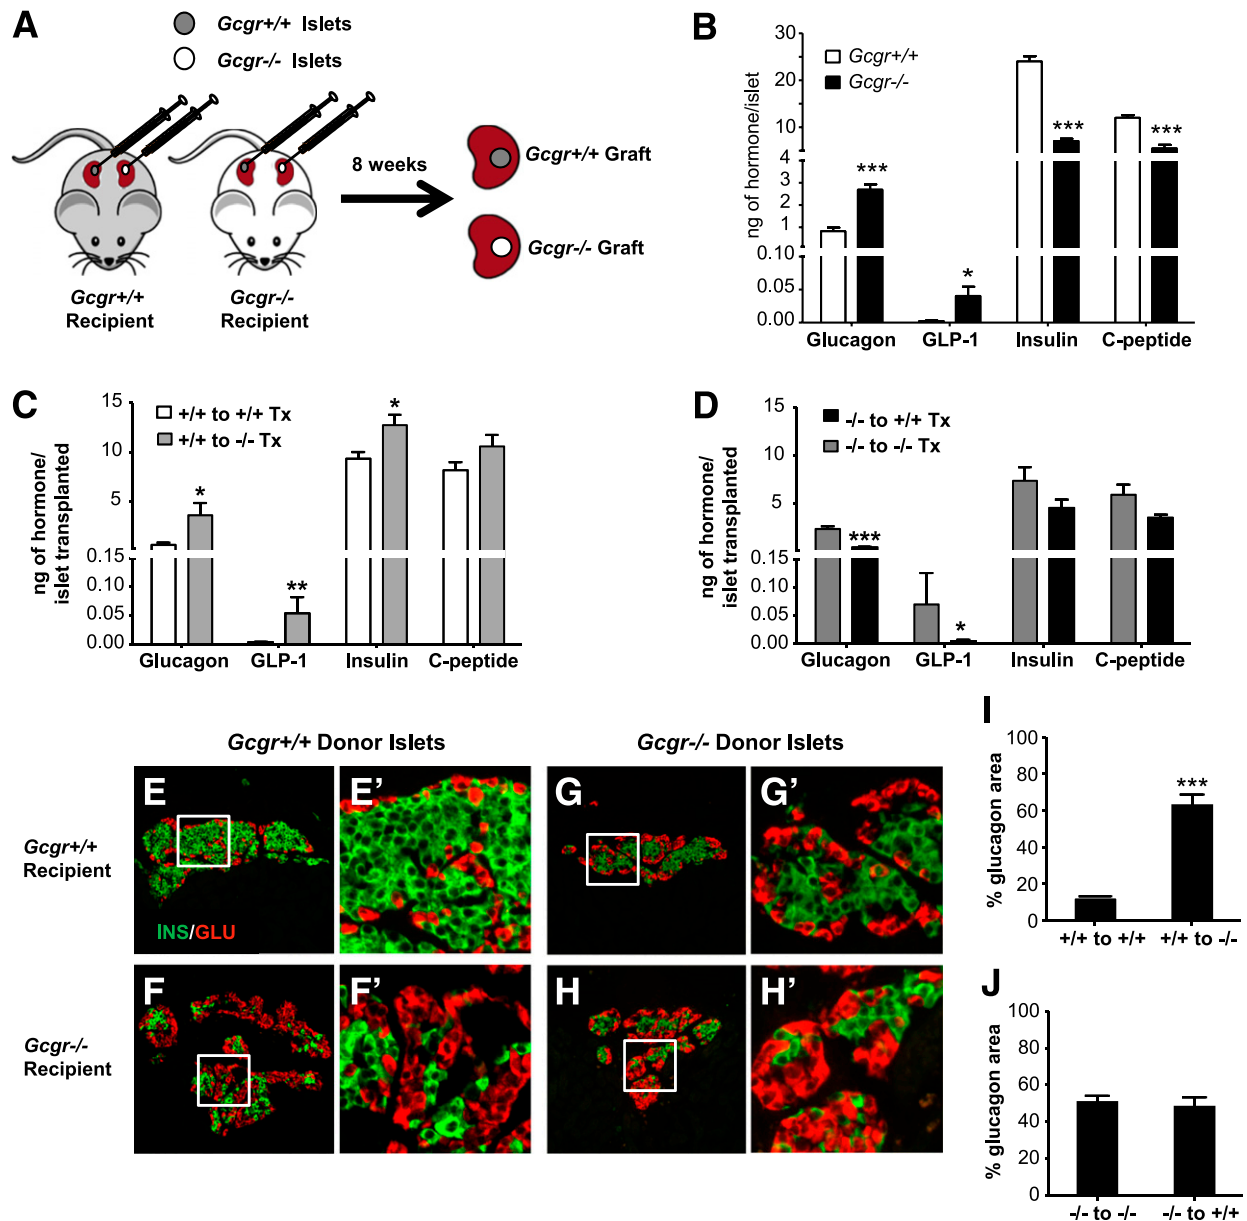 A
Gcgr+/+ Islets
Gcgr-/- Islets
8 weeks
Gcgr+/+ Graft
Gcgr-/- Graft
Gcgr+/+
Recipient
Gcgr-/-
Recipient
B
ng of hormone/islet
30
20
10
4
3
2
1
0.10
0.05
0.00
Gcgr+/+
Gcgr-/-
***
*
***
***
Glucagon
GLP-1
Insulin
C-peptide
C
ng of hormone/
islet transplanted
15
10
5
0.15
0.10
0.05
0.00
+/+ to +/+ Tx
+/+ to -/- Tx
*
**
*
Glucagon
GLP-1
Insulin
C-peptide
D
ng of hormone/
islet transplanted
15
10
5
0.15
0.10
0.05
0.00
-/- to +/+ Tx
-/- to -/- Tx
***
*
Glucagon
GLP-1
Insulin
C-peptide
Gcgr+/+ Donor Islets
Gcgr-/- Donor Islets
Gcgr+/+
Recipient
Gcgr-/-
Recipient
E
INS/GLU
E'
G
G'
F
F'
H
H'
I
% glucagon area
100
80
60
40
20
0
***
+/+ to +/+
+/+ to -/-
J
% glucagon area
100
80
60
40
20
0
-/- to -/-
-/- to +/+